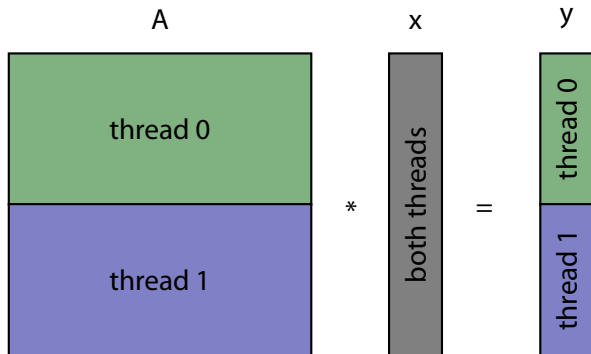 A
x
y
thread 0
thread 1
*
both threads
=
thread 0
thread 1